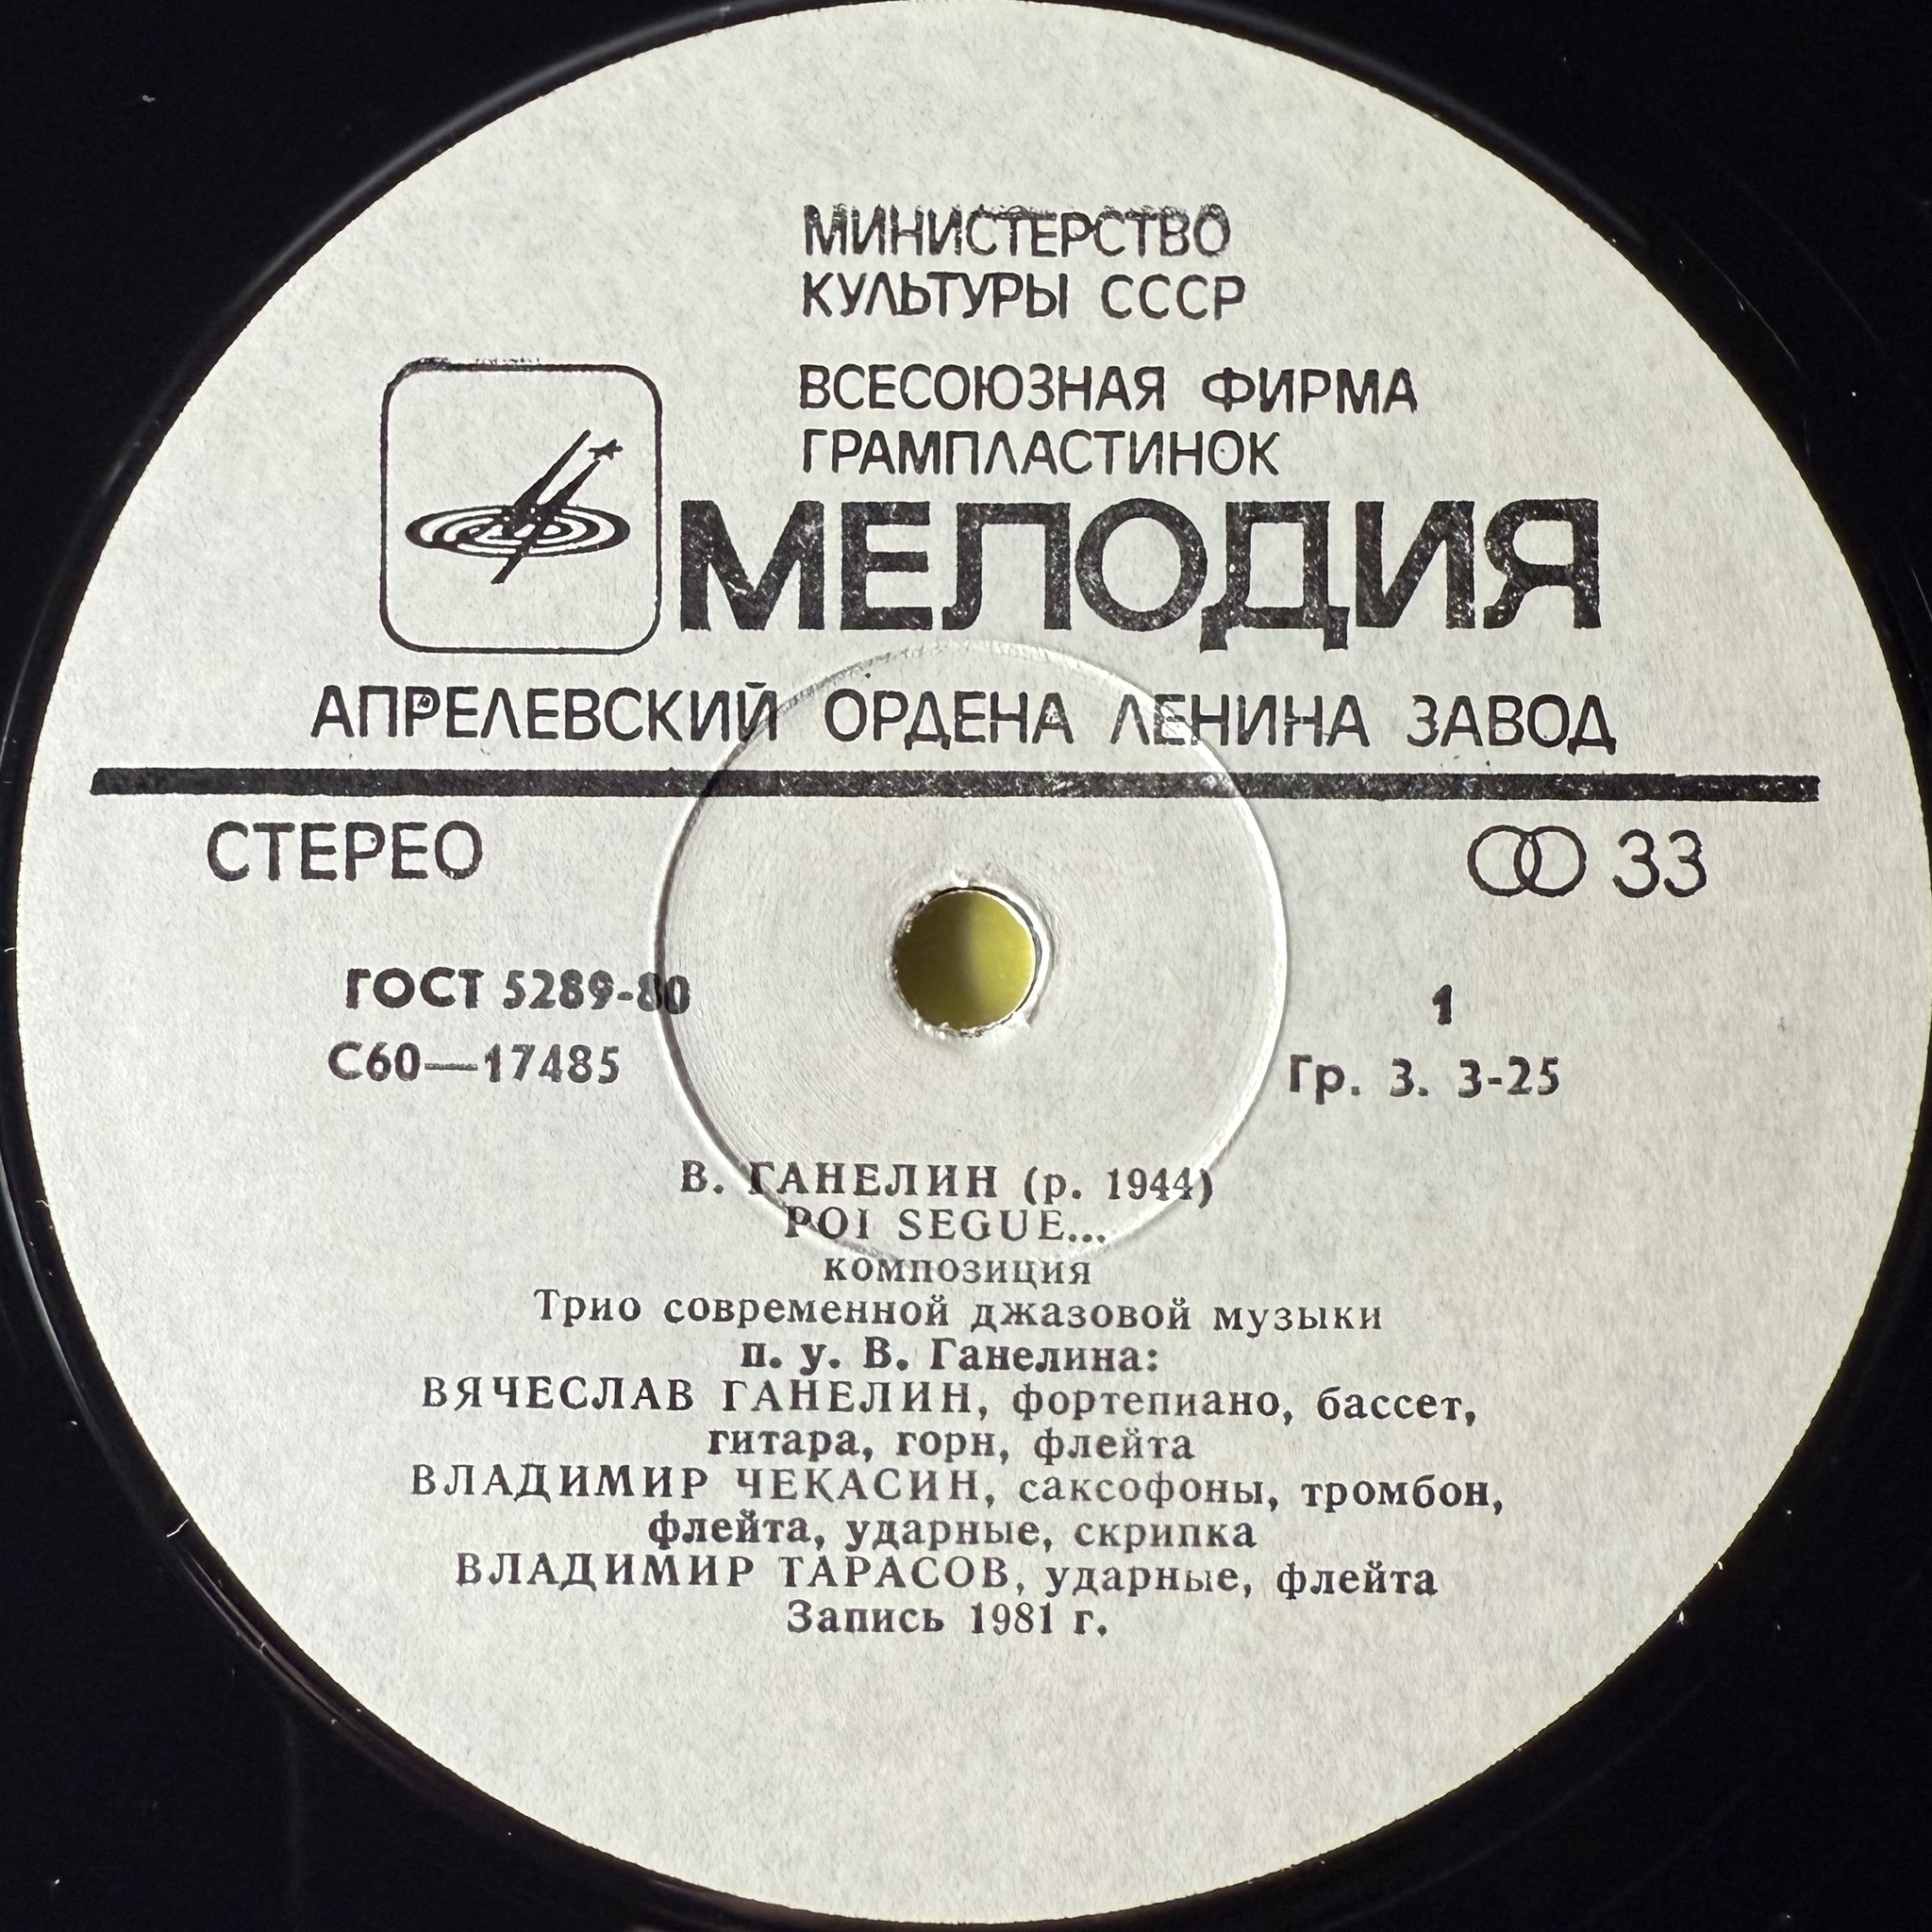 МИНИСТЕРСТВО
КУЛЬТУРЫ СССР
ВСЕСОЮЗНАЯ ФИРМА
ГРАМПЛАСТИНОК
МЕЛОДИЯ
АПРЕЛЕВСКИЙ ОРДЕНА ЛЕНИНА ЗАВОД
СТЕРЕО
33
ГОСТ 5289-80
1
С60—17485
Гр. 3. 3-25
В. ГАНЕЛИН (р. 1944)
POI SEGUE...
композиция
Трио современной джазовой музыки
п. у. В. Ганелина:
ВЯЧЕСЛАВ ГАНЕЛИН, фортепиано, бассет,
гитара, горн, флейта
ВЛАДИМИР ЧЕКАСИН, саксофоны, тромбон,
флейта, ударные, скрипка
ВЛАДИМИР ТАРАСОВ, ударные, флейта
Запись 1981 г.